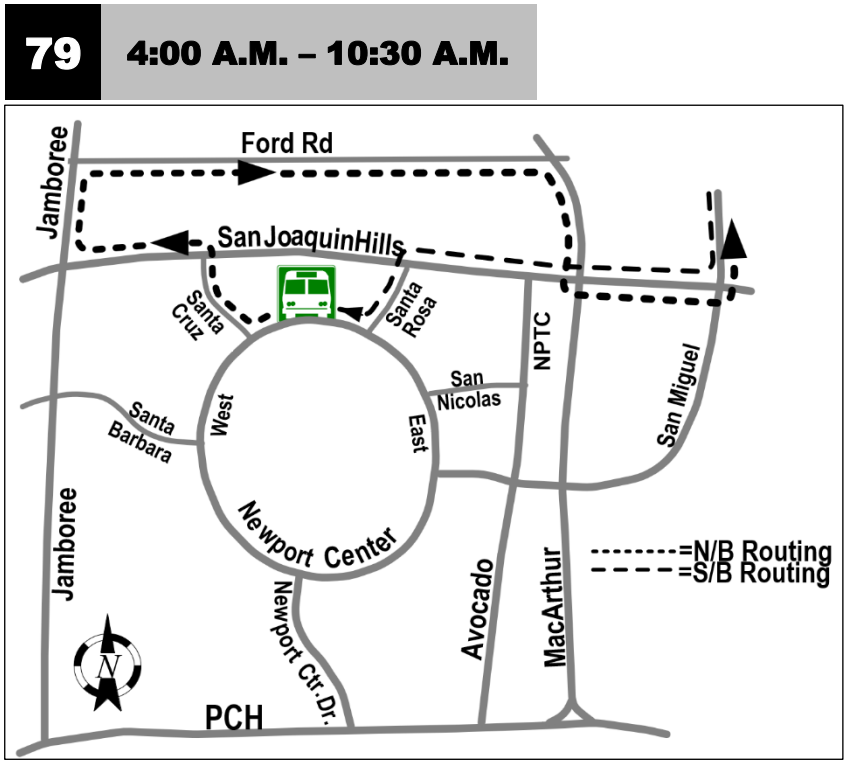 79
4:00 A.M. – 10:30 A.M.
Ford Rd
Jamboree
San Joaquin Hills
Santa
Cruz
Santa
Rosa
NPTC
San
Nicolas
San Miguel
West
East
Santa
Barbara
Newport Center
Jamboree
Newport Ctr. Dr.
Avocado
MacArthur
=N/B Routing
=S/B Routing
N
PCH